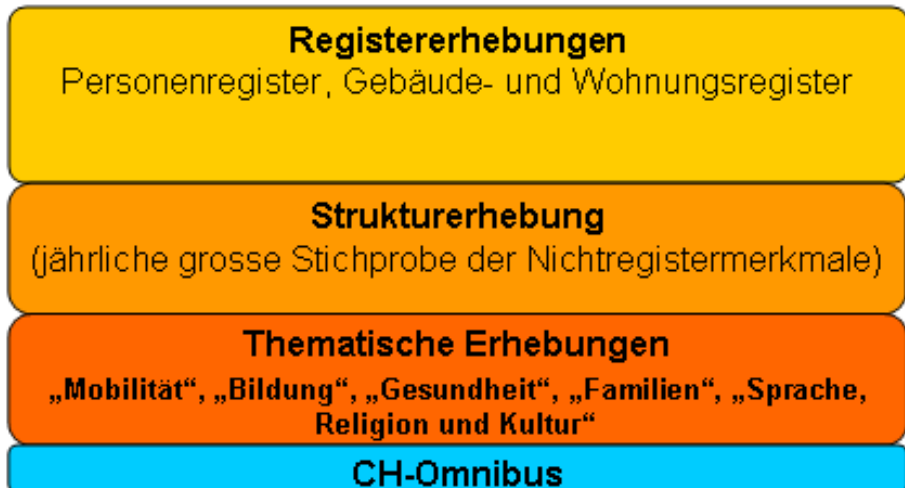 Registererhebungen
Personenregister, Gebäude- und Wohnungsregister
Strukturerhebung
(jährliche grosse Stichprobe der Nichtregistermerkmale)
Thematische Erhebungen
„Mobilität“, „Bildung“, „Gesundheit“, „Familien“, „Sprache,
Religion und Kultur“
CH-Omnibus